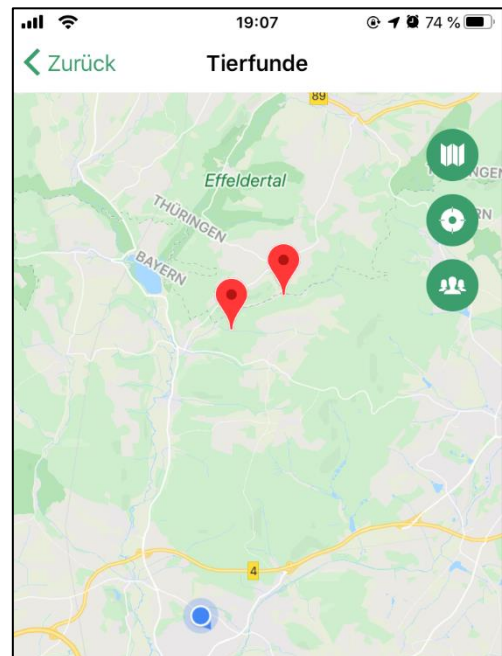 19:07
74 %
Zurück
Tierfunde
89
Effeldertal
THÜRINGEN
BAYERN
4